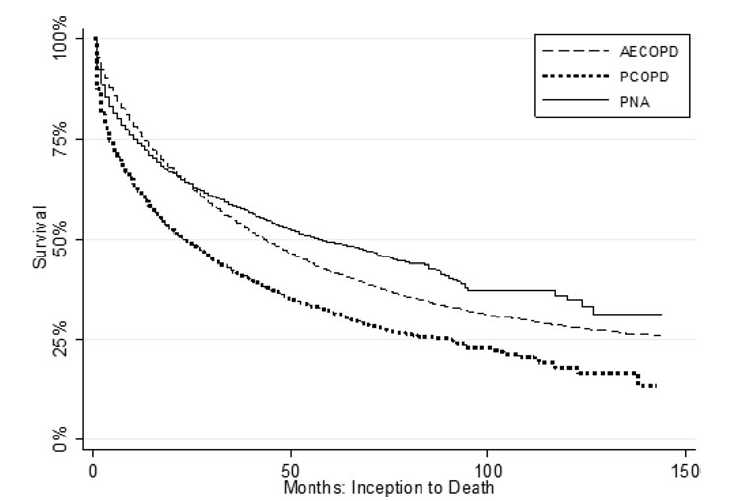 100%
75%
50%
25%
0%
Survival
0
50
100
150
Months: Inception to Death
AECOPD
PCOPD
PNA